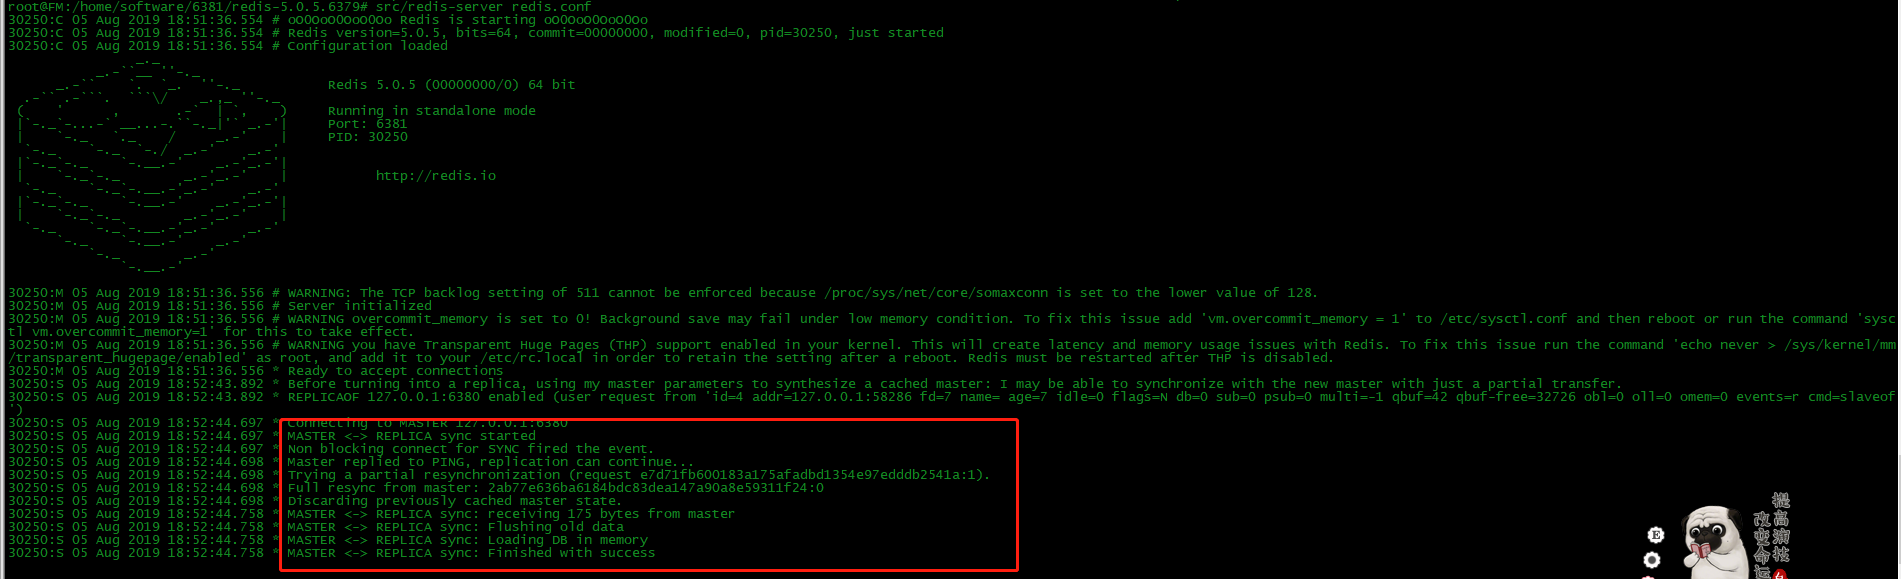 root@FM:/home/software/6381/redis-5.0.5.6379# src/redis-server redis.conf
30250:C 05 Aug 2019 18:51:36.554 # oO0OoO0OoO0Oo Redis is starting oO0OoO0OoO0Oo
30250:C 05 Aug 2019 18:51:36.554 # Redis version=5.0.5, bits=64, commit=00000000, modified=0, pid=30250, just started
30250:C 05 Aug 2019 18:51:36.554 # Configuration loaded
Redis 5.0.5 (00000000/0) 64 bit
Running in standalone mode
Port: 6381
PID: 30250
http://redis.io
30250:M 05 Aug 2019 18:51:36.556 # WARNING: The TCP backlog setting of 511 cannot be enforced because /proc/sys/net/core/somaxconn is set to the lower value of 128.
30250:M 05 Aug 2019 18:51:36.556 # Server initialized
30250:M 05 Aug 2019 18:51:36.556 # WARNING overcommit_memory is set to 0! Background save may fail under low memory condition. To fix this issue add 'vm.overcommit_memory = 1' to /etc/sysctl.conf and then reboot or run the command 'sysc
tl vm.overcommit_memory=1' for this to take effect.
30250:M 05 Aug 2019 18:51:36.556 # WARNING you have Transparent Huge Pages (THP) support enabled in your kernel. This will create latency and memory usage issues with Redis. To fix this issue run the command 'echo never > /sys/kernel/mm
/transparent_hugepage/enabled' as root, and add it to your /etc/rc.local in order to retain the setting after a reboot. Redis must be restarted after THP is disabled.
30250:M 05 Aug 2019 18:51:36.556 * Ready to accept connections
30250:S 05 Aug 2019 18:52:43.892 * Before turning into a replica, using my master parameters to synthesize a cached master: I may be able to synchronize with the new master with just a partial transfer.
30250:S 05 Aug 2019 18:52:43.892 * REPLICAOF 127.0.0.1:6380 enabled (user request from 'id=4 addr=127.0.0.1:58286 fd=7 name= age=7 idle=0 flags=N db=0 sub=0 psub=0 multi=-1 qbuf=42 qbuf-free=32726 obl=0 oll=0 omem=0 events=r cmd=slaveof
')
30250:S 05 Aug 2019 18:52:44.697 * Connecting to MASTER 127.0.0.1:6380
30250:S 05 Aug 2019 18:52:44.697 * MASTER <-> REPLICA sync started
30250:S 05 Aug 2019 18:52:44.697 * Non blocking connect for SYNC fired the event.
30250:S 05 Aug 2019 18:52:44.698 * Master replied to PING, replication can continue...
30250:S 05 Aug 2019 18:52:44.698 * Trying a partial resynchronization (request e7d71fb600183a175afadbd1354e97edddb2541a:1).
30250:S 05 Aug 2019 18:52:44.698 * Full resync from master: 2ab77e636ba6184bdc83dea147a90a8e59311f24:0
30250:S 05 Aug 2019 18:52:44.698 * Discarding previously cached master state.
30250:S 05 Aug 2019 18:52:44.758 * MASTER <-> REPLICA sync: receiving 175 bytes from master
30250:S 05 Aug 2019 18:52:44.758 * MASTER <-> REPLICA sync: Flushing old data
30250:S 05 Aug 2019 18:52:44.758 * MASTER <-> REPLICA sync: Loading DB in memory
30250:S 05 Aug 2019 18:52:44.758 * MASTER <-> REPLICA sync: Finished with success
提高演技
改变命运
E